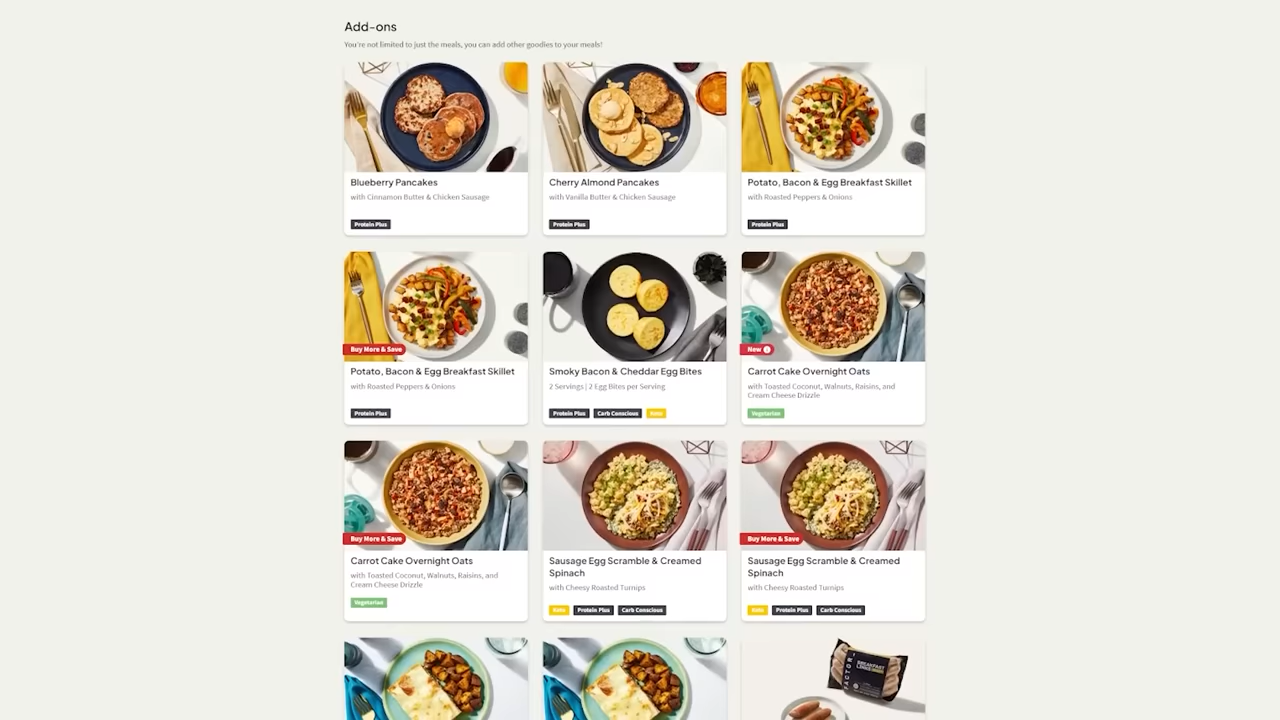 Add-ons
You're not limited to just the meals, you can add other goodies to your meals!
Blueberry Pancakes
with Cinnamon Butter & Chicken Sausage
Protein Plus
Cherry Almond Pancakes
with Vanilla Butter & Chicken Sausage
Protein Plus
Potato, Bacon & Egg Breakfast Skillet
with Roasted Peppers & Onions
Protein Plus
Buy More & Save
Potato, Bacon & Egg Breakfast Skillet
with Roasted Peppers & Onions
Protein Plus
Smoky Bacon & Cheddar Egg Bites
2 Servings | 2 Egg Bites per Serving
Protein Plus Carb Conscious Keto
New
Carrot Cake Overnight Oats
with Toasted Coconut, Walnuts, Raisins, and
Cream Cheese Drizzle
Vegetarian
Buy More & Save
Carrot Cake Overnight Oats
with Toasted Coconut, Walnuts, Raisins, and
Cream Cheese Drizzle
Vegetarian
Sausage Egg Scramble & Creamed
Spinach
with Cheesy Roasted Turnips
Keto Protein Plus Carb Conscious
Buy More & Save
Sausage Egg Scramble & Creamed
Spinach
with Cheesy Roasted Turnips
Keto Protein Plus Carb Conscious
FACTOR_
BREAKFAST
LINKS